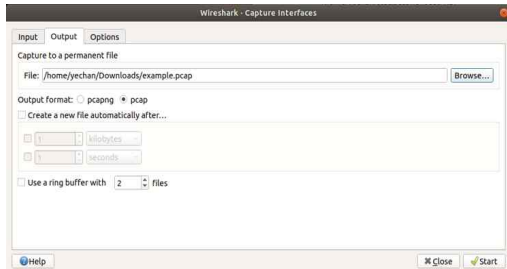 Wireshark · Capture Interfaces
Input Output Options
Capture to a permanent file
File: /home/yechan/Downloads/example.pcap Browse...
Output format: pcapng pcap
Create a new file automatically after...
1 kilobytes
1 seconds
Use a ring buffer with 2 files
Help Close Start